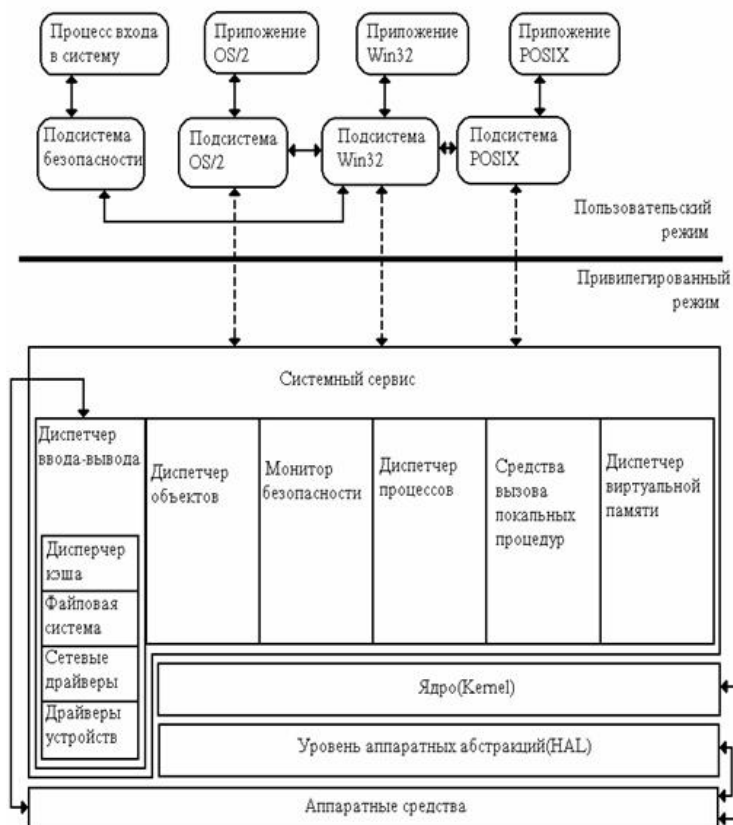 Процесс входа
в систему
Приложение
OS/2
Приложение
Win32
Приложение
POSIX
Подсистема
безопасности
Подсистема
OS/2
Подсистема
Win32
Подсистема
POSIX
Пользовательский
режим
Привилегированный
режим
Системный сервис
Диспетчер
ввода-вывода
Диспетчер
объектов
Монитор
безопасности
Диспетчер
процессов
Средства
вызова
покальных
процедур
Диспетчер
виртуальной
памяти
Дисперчер
кэша
Файловая
система
Сетевые
драйверы
Драйверы
устройств
Ядро(Kernel)
Уровень аппаратных абстракций(HAL)
Аппаратные средства